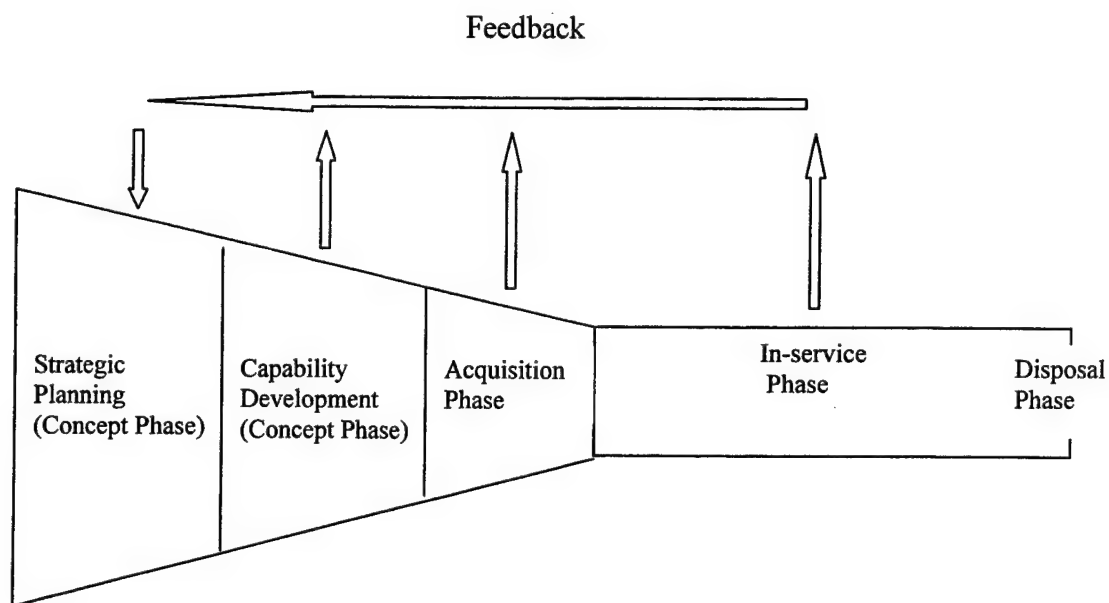 Feedback
Strategic
Planning
(Concept Phase)
Capability
Development
(Concept Phase)
Acquisition
Phase
In-service
Phase
Disposal
Phase